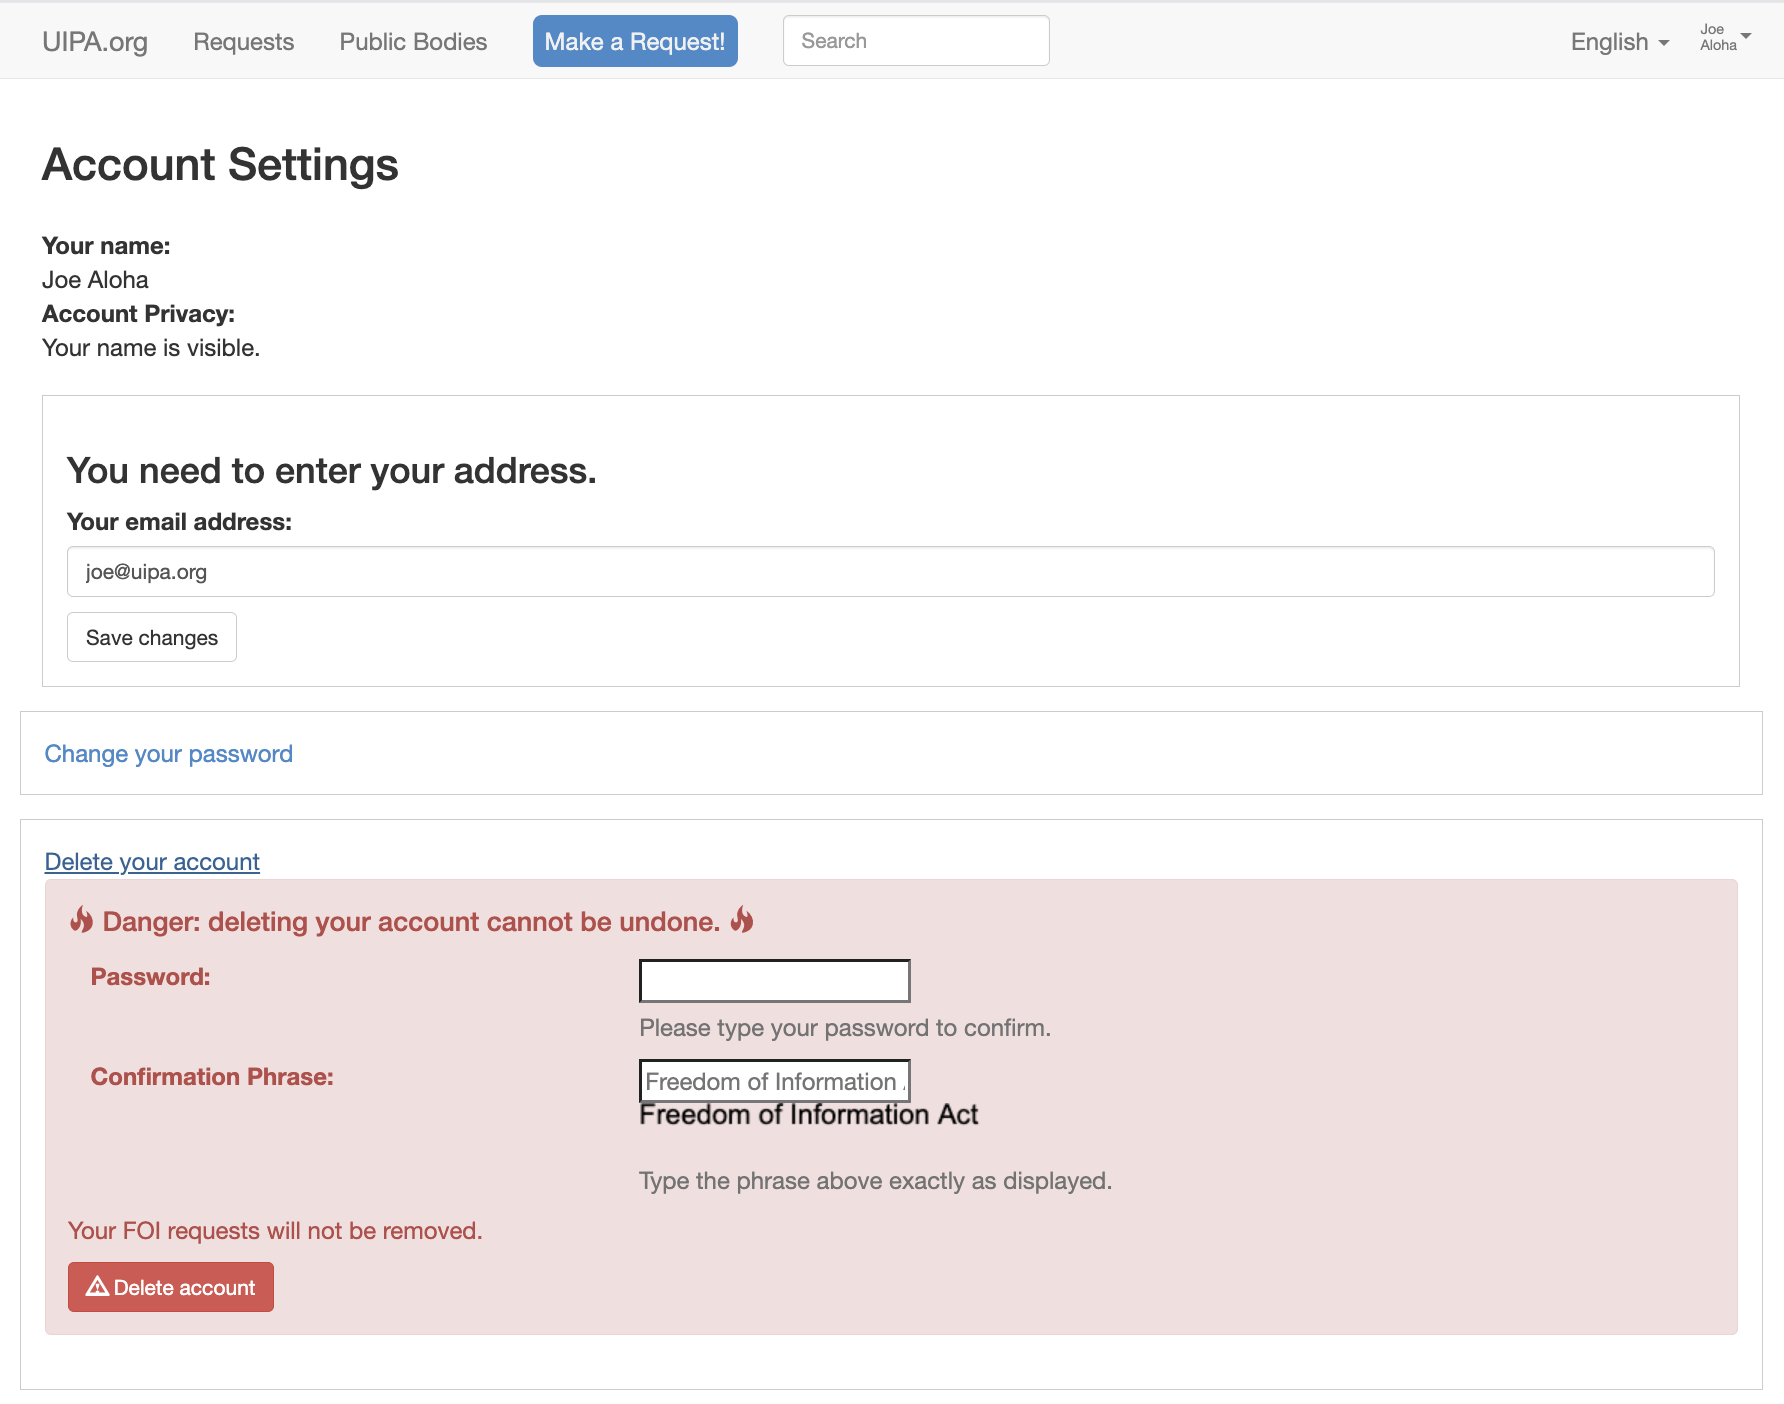 UIPA.org Requests Public Bodies Make a Request! Search English Joe Aloha
Account Settings
Your name:
Joe Aloha
Account Privacy:
Your name is visible.
You need to enter your address.
Your email address:
joe@uipa.org
Save changes
Change your password
Delete your account
Danger: deleting your account cannot be undone.
Password:
Please type your password to confirm.
Confirmation Phrase: Freedom of Information
Freedom of Information Act
Type the phrase above exactly as displayed.
Your FOI requests will not be removed.
Delete account